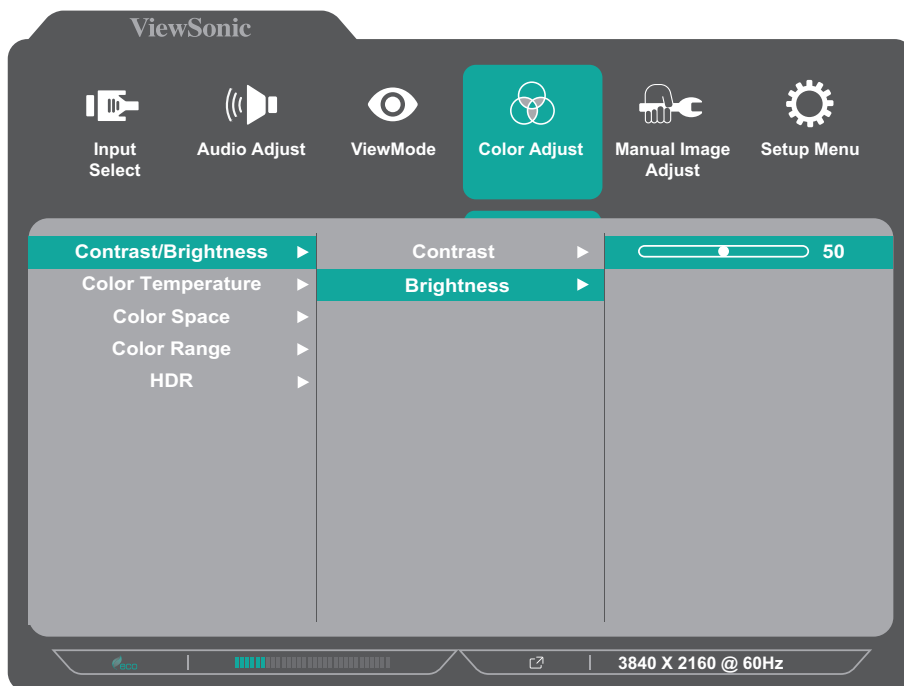 ViewSonic
Input Select
Audio Adjust
ViewMode
Color Adjust
Manual Image Adjust
Setup Menu
Contrast/Brightness
Contrast
50
Color Temperature
Brightness
Color Space
Color Range
HDR
eco
3840 X 2160 @ 60Hz